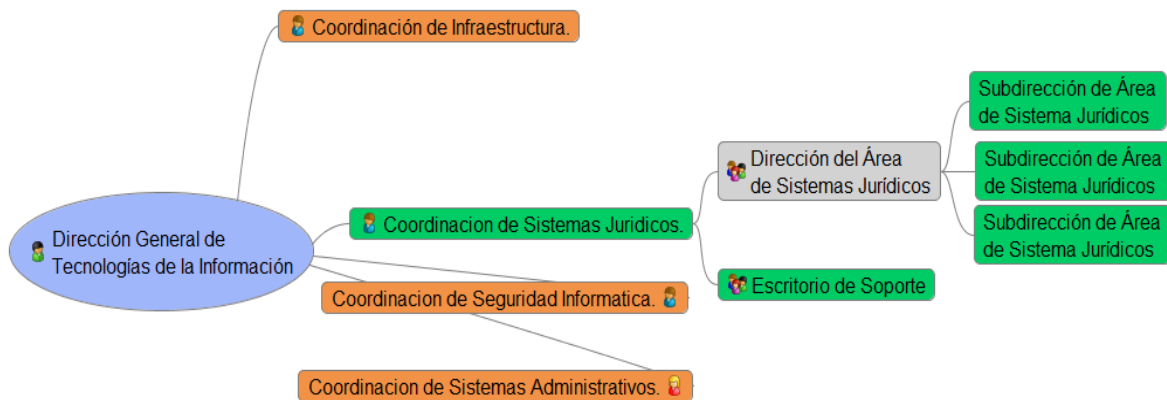 Coordinación de Infraestructura.
Dirección General de
Tecnologías de la Información
Coordinacion de Sistemas Juridicos.
Dirección del Área
de Sistemas Jurídicos
Subdirección de Área
de Sistema Jurídicos
Subdirección de Área
de Sistema Jurídicos
Subdirección de Área
de Sistema Jurídicos
Escritorio de Soporte
Coordinacion de Seguridad Informatica.
Coordinacion de Sistemas Administrativos.